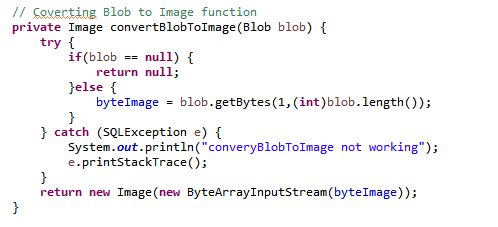 // Coverting Blob to Image function
private Image convertBlobToImage(Blob blob) {
    try {
        if(blob == null) {
            return null;
        }else {
            byteImage = blob.getBytes(1,(int)blob.length());
        }
    } catch (SQLException e) {
        System.out.println("converyBlobToImage not working");
        e.printStackTrace();
    }
    return new Image(new ByteArrayInputStream(byteImage));
}